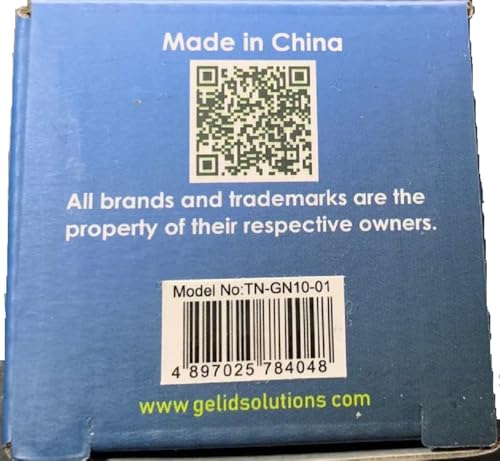 Made in China
All brands and trademarks are the
property of their respective owners.
Model No:TN-GN10-01
4 897025 784048
www.gelidsolutions.com